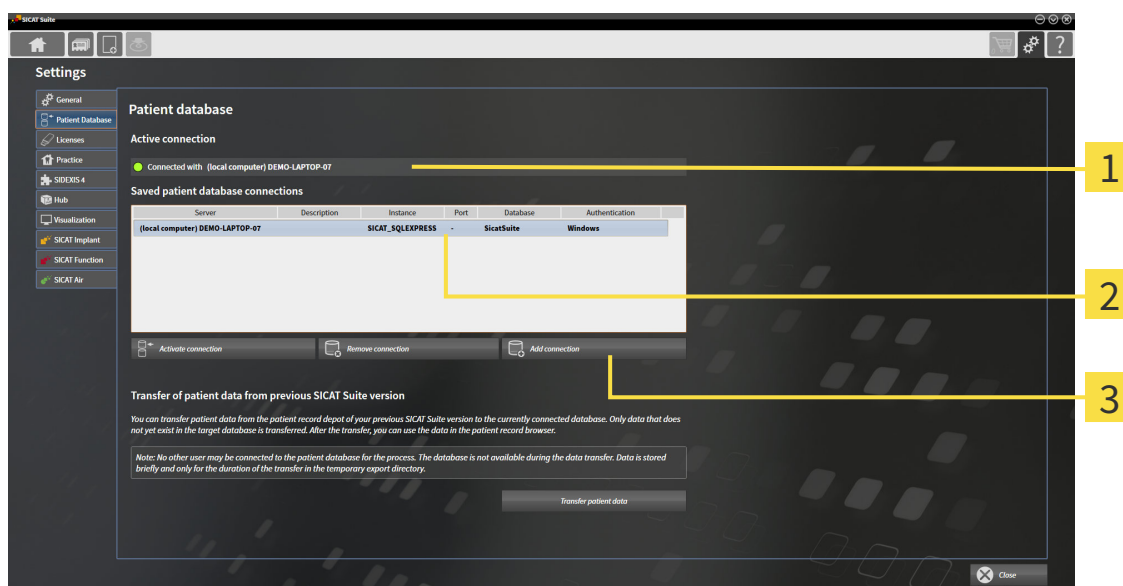 SICAT Suite
?
Settings
General
Patient Database
Licenses
Practice
SIDEXIS 4
Hub
Visualization
SICAT Implant
SICAT Function
SICAT Air
Patient database
Active connection
Connected with (local computer) DEMO-LAPTOP-07
1
Saved patient database connections
Server Description Instance Port Database Authentication
(local computer) DEMO-LAPTOP-07 SICAT_SQLEXPRESS - SicatSuite Windows
2
Activate connection Remove connection Add connection
3
Transfer of patient data from previous SICAT Suite version
You can transfer patient data from the patient record depot of your previous SICAT Suite version to the currently connected database. Only data that does
not yet exist in the target database is transferred. After the transfer, you can use the data in the patient record browser.
Note: No other user may be connected to the patient database for the process. The database is not available during the data transfer. Data is stored
briefly and only for the duration of the transfer in the temporary export directory.
Transfer patient data
Close